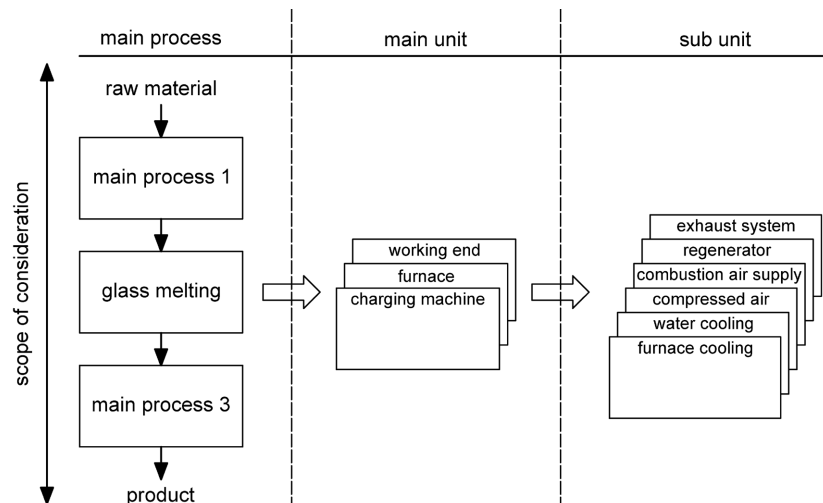 main process
main unit
sub unit
scope of consideration
raw material
main process 1
glass melting
main process 3
product
working end
furnace
charging machine
exhaust system
regenerator
combustion air supply
compressed air
water cooling
furnace cooling